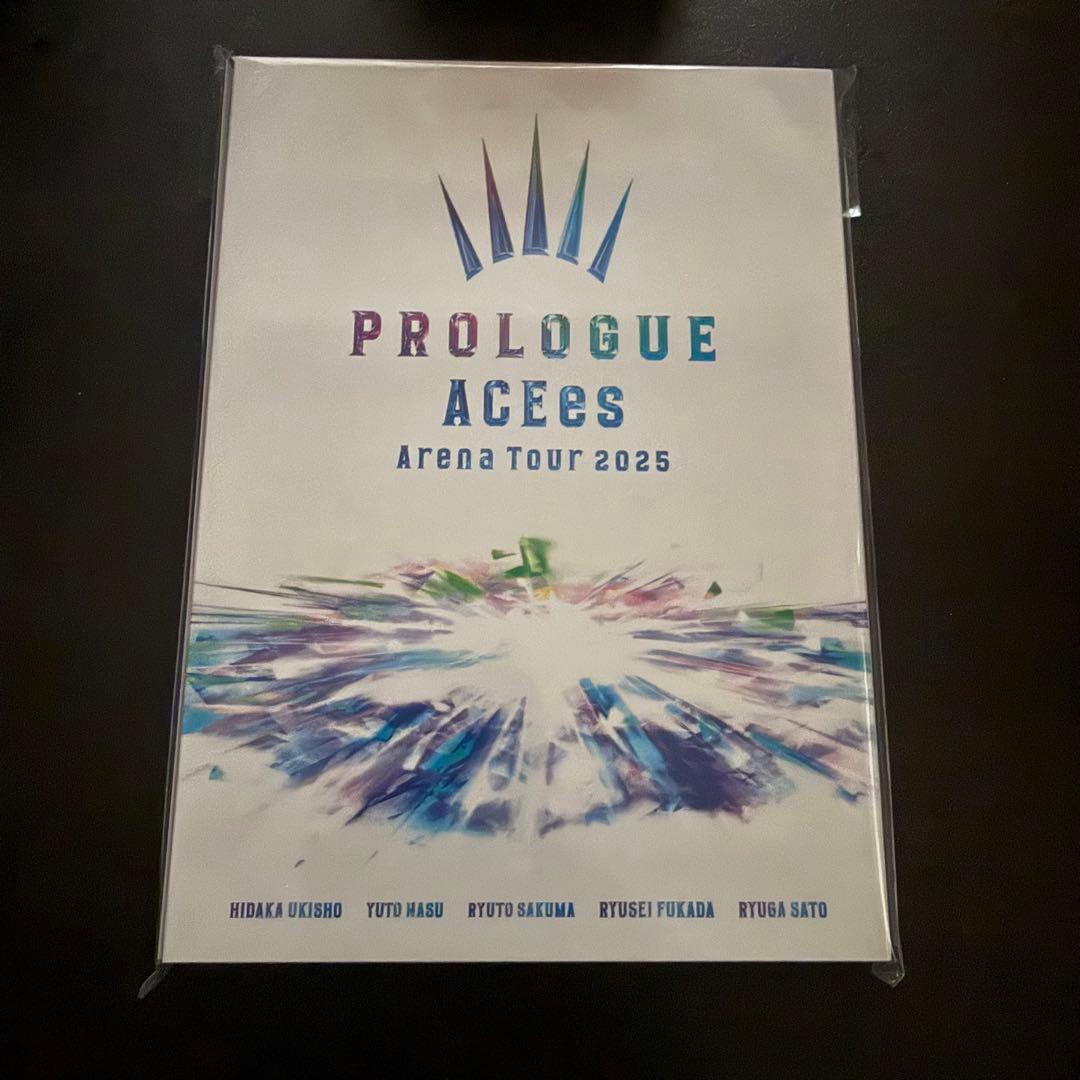 PROLOGUE
ACEes
Arena Tour 2025
HIDAKA UKISHO YUTO NASU RYUTO SAKUMA RYUSEI FUKADA RYUGA SATO